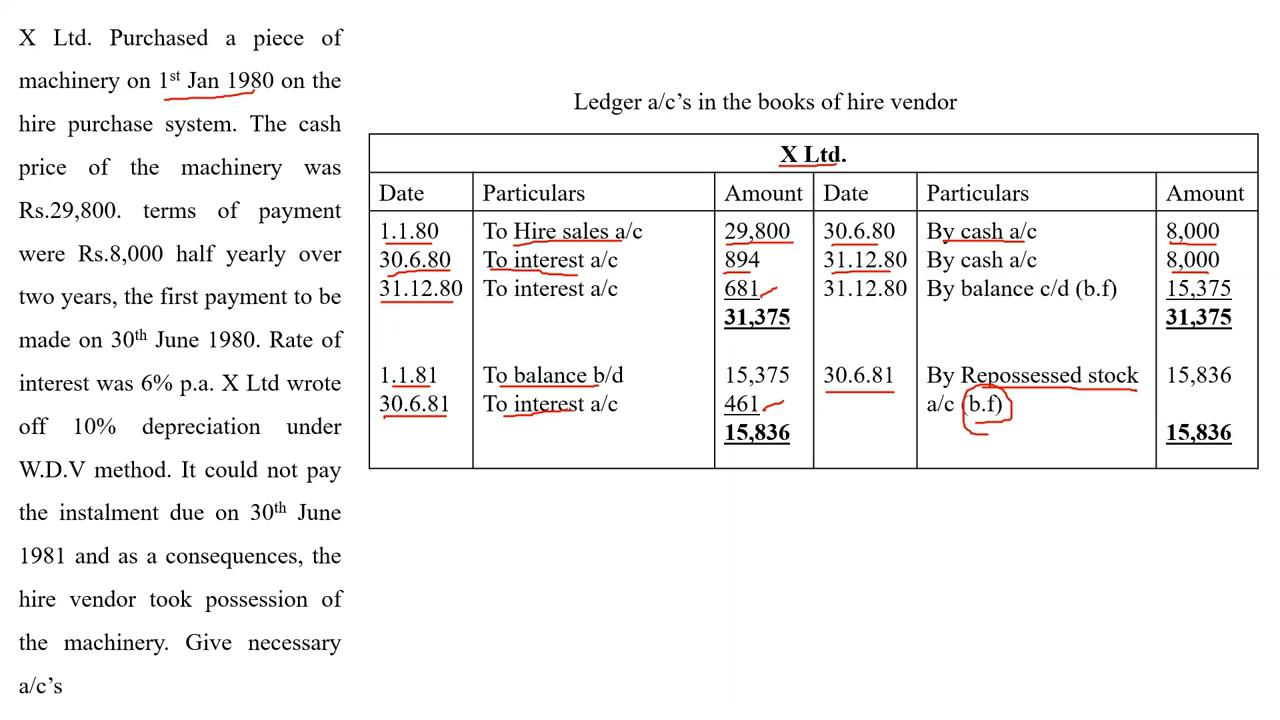 X Ltd. Purchased a piece of
machinery on 1st Jan 1980 on the
hire purchase system. The cash
price of the machinery was
Rs.29,800. terms of payment
were Rs.8,000 half yearly over
two years, the first payment to be
made on 30th June 1980. Rate of
interest was 6% p.a. X Ltd wrote
off 10% depreciation under
W.D.V method. It could not pay
the instalment due on 30th June
1981 and as a consequences, the
hire vendor took possession of
the machinery. Give necessary
a/c's
Ledger a/c's in the books of hire vendor
X Ltd.
Date Particulars Amount Date Particulars Amount
1.1.80 To Hire sales a/c 29,800 30.6.80 By cash a/c 8,000
30.6.80 To interest a/c 894 31.12.80 By cash a/c 8,000
31.12.80 To interest a/c 681 31.12.80 By balance c/d (b.f) 15,375
31,375 31,375
1.1.81 To balance b/d 15,375 30.6.81 By Repossessed stock 15,836
30.6.81 To interest a/c 461 a/c (b.f)
15,836 15,836